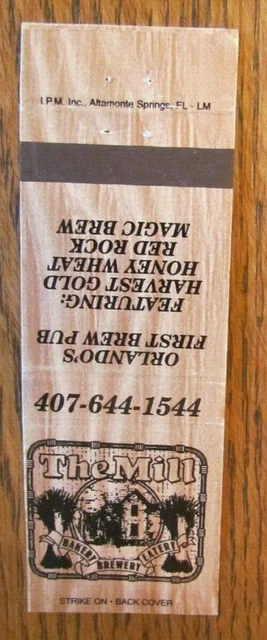 I.P.M. Inc., Altamonte Springs, FL - LM
ORLANDO'S
FIRST BREW PUB
FEATURING:
HARVEST GOLD
HONEY WHEAT
RED ROCK
MAGIC BREW
407-644-1544
The Mill
BAKERY BREWERY EATERY
STRIKE ON • BACK COVER